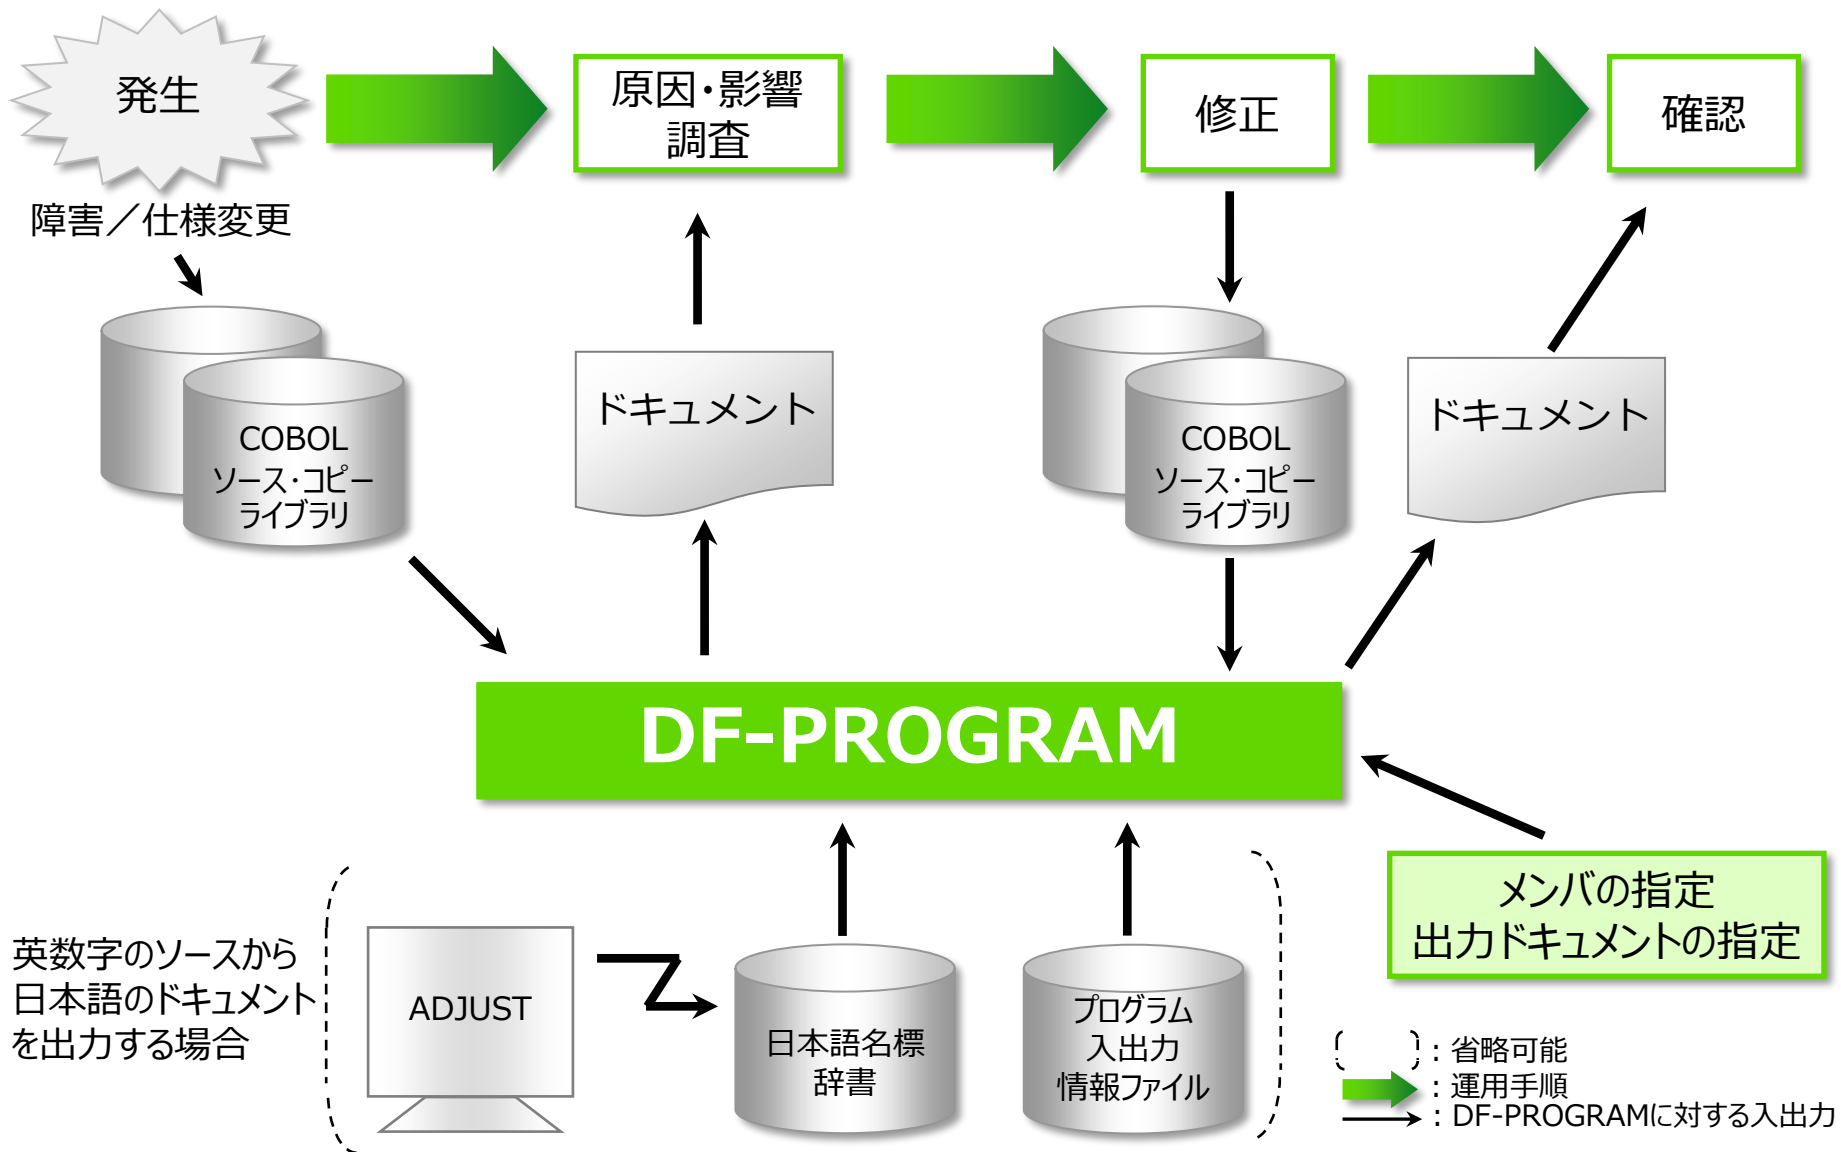 発生
原因・影響
調査
修正
確認
障害／仕様変更
COBOL
ソース・コピー
ライブラリ
ドキュメント
COBOL
ソース・コピー
ライブラリ
ドキュメント
DF-PROGRAM
メンバの指定
出力ドキュメントの指定
英数字のソースから
日本語のドキュメント
を出力する場合
ADJUST
日本語名標
辞書
プログラム
入出力
情報ファイル
：省略可能
：運用手順
：DF-PROGRAMに対する入出力